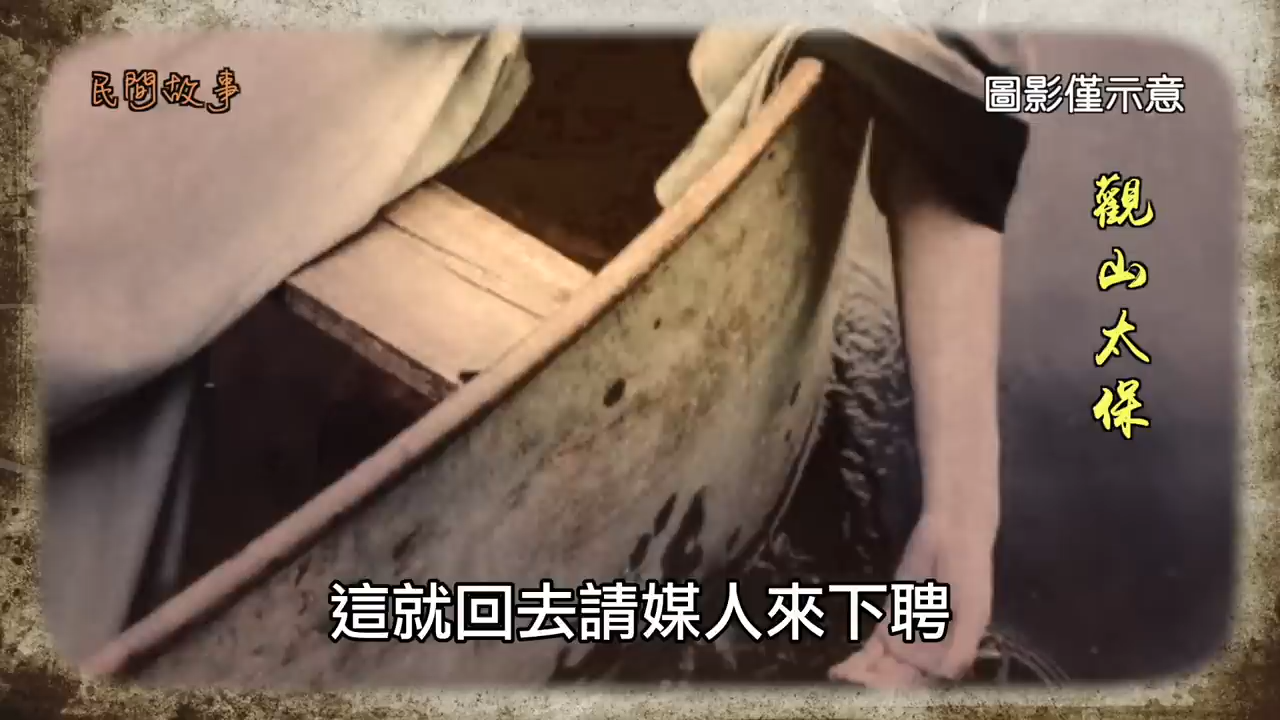 民間故事
圖影僅示意
觀山太保
這就回去請媒人來下聘